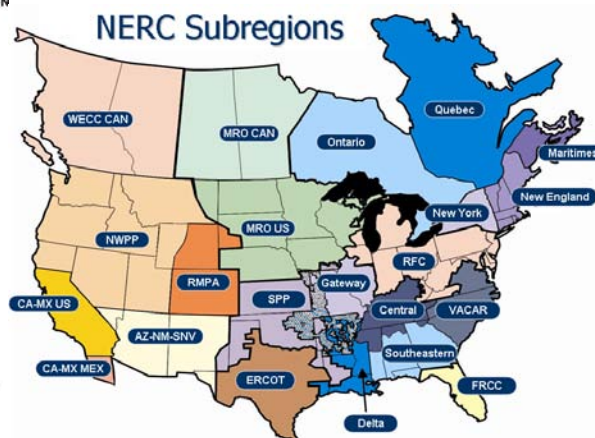 NERC Subregions
Quebec
WECC CAN
MRO CAN
Ontario
Maritimes
New England
New York
MRO US
NWPP
RFC
RMPA
Gateway
SPP
CA-MX US
Central
VACAR
AZ-NM-SNV
Southeastern
CA-MX MEX
ERCOT
FRCC
Delta